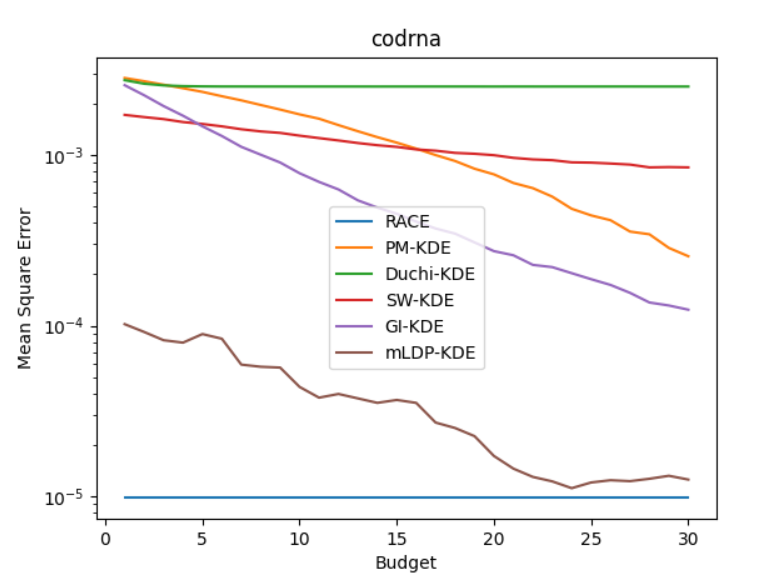 codrna
Mean Square Error
10⁻³
10⁻⁴
10⁻⁵
RACE
PM-KDE
Duchi-KDE
SW-KDE
GI-KDE
mLDP-KDE
0 5 10 15 20 25 30
Budget